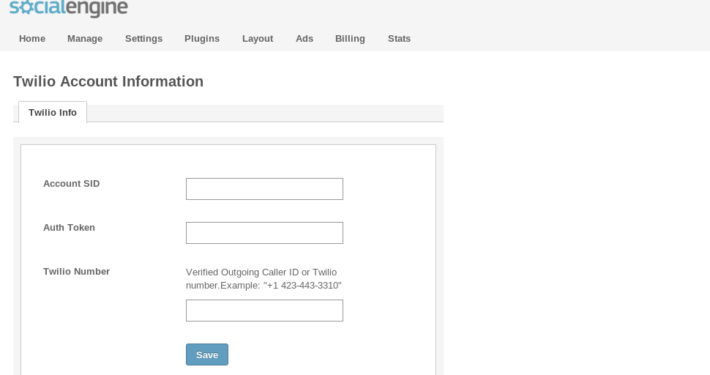 socialengine
Home Manage Settings Plugins Layout Ads Billing Stats
Twilio Account Information
Twilio Info
Account SID
Auth Token
Twilio Number
Verified Outgoing Caller ID or Twilio
number.Example: "+1 423-443-3310"
Save